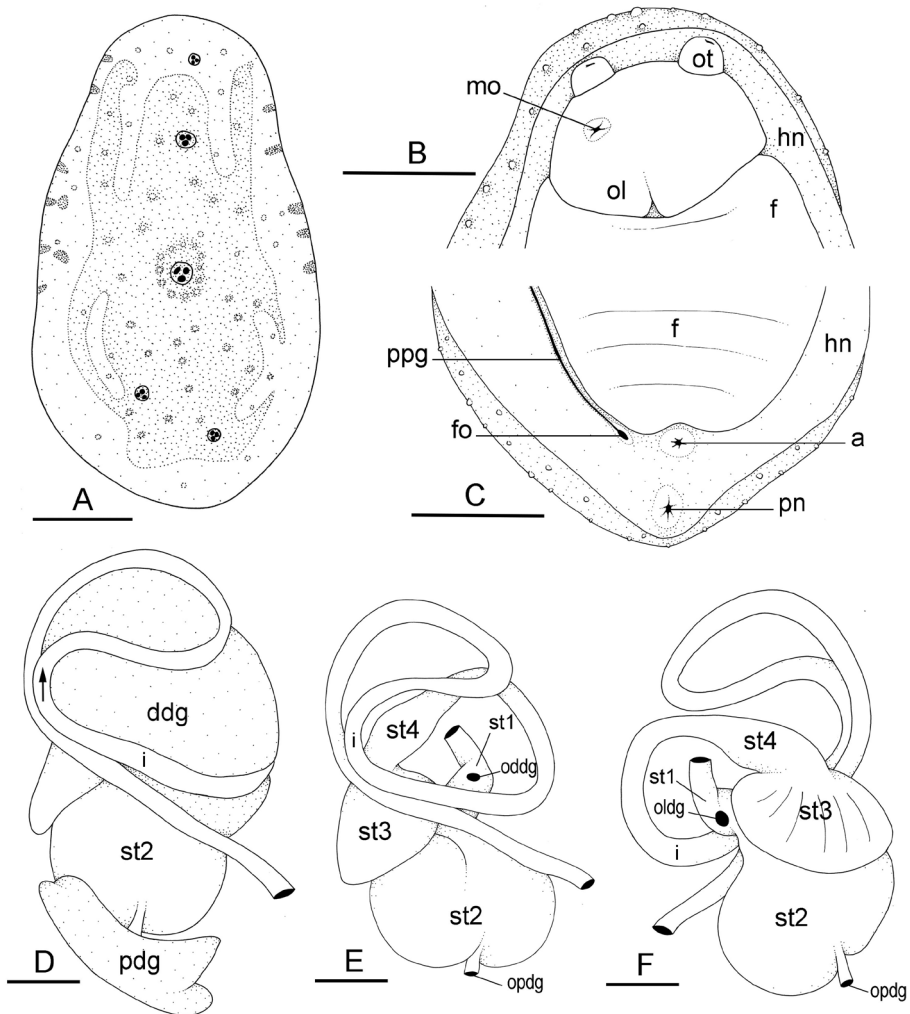 A
B
mo
ot
hn
ol
f
C
f
hn
ppg
fo
a
pn
D
ddg
i
st2
pdg
E
st4
st1
i
oddg
st3
st2
opdg
F
st4
st1
st3
oldg
i
st2
opdg